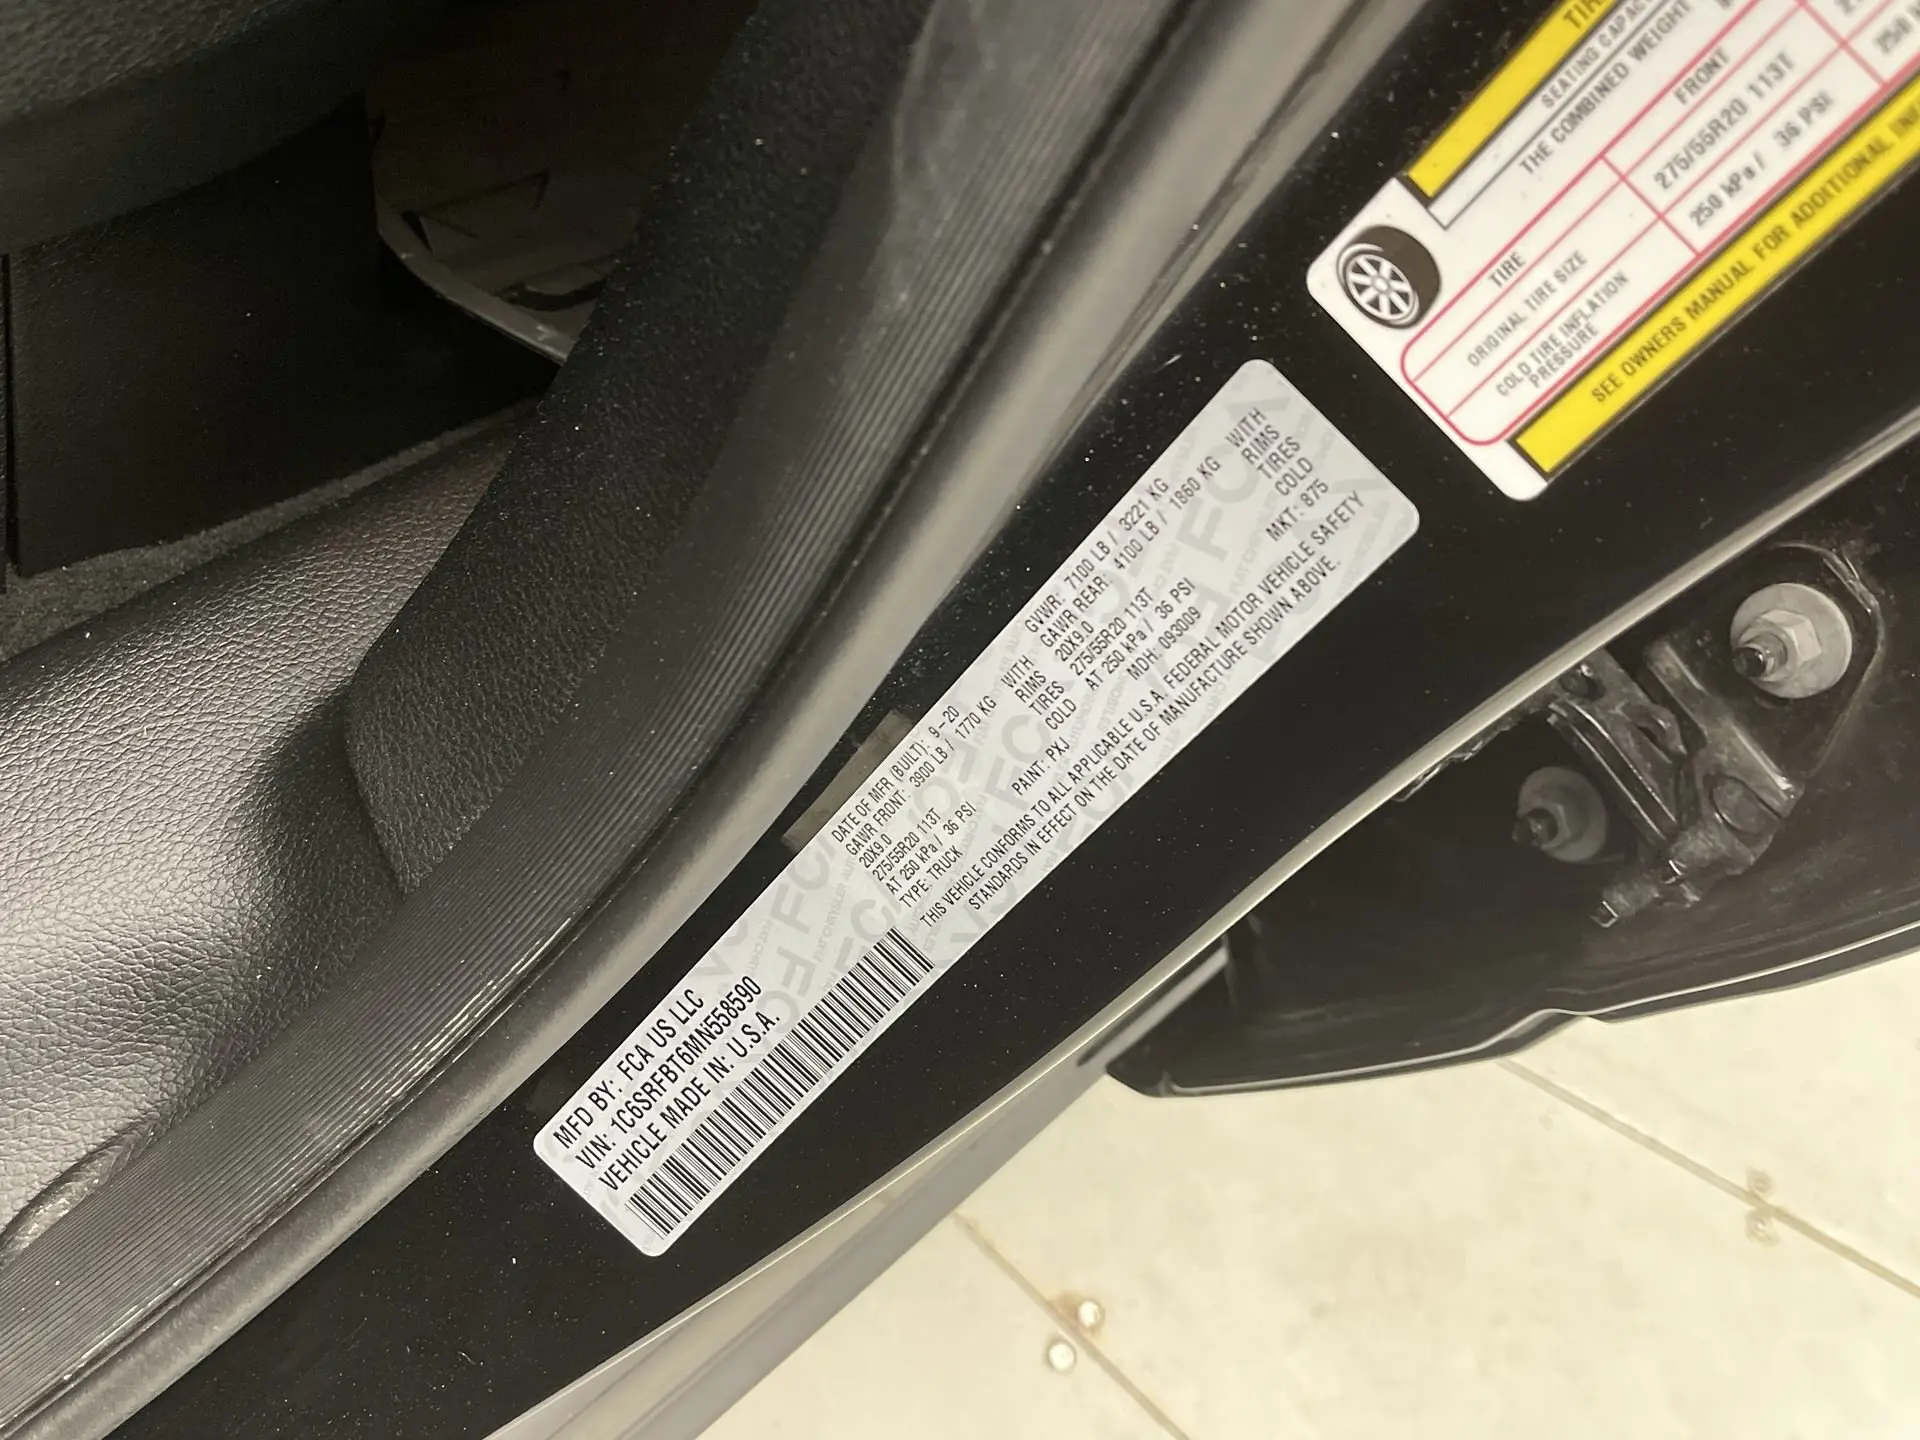 MFD BY: FCA US LLC
VIN: 1C6SRFBT6MN558590
VEHICLE MADE IN: U.S.A.
DATE OF MFR (BUILT): 9-20 GVWR: 7100 LB / 3221 KG
GAWR FRONT: 3900 LB / 1770 KG WITH GAWR REAR: 4100 LB / 1860 KG WITH
20X9.0 RIMS 20X9.0 RIMS
275/55R20 113T TIRES 275/55R20 113T TIRES
AT 250 kPa / 36 PSI COLD AT 250 kPa / 36 PSI COLD
TYPE: TRUCK PAINT: PXJ MDH: 093009 MKT: 875
THIS VEHICLE CONFORMS TO ALL APPLICABLE U.S.A. FEDERAL MOTOR VEHICLE SAFETY
STANDARDS IN EFFECT ON THE DATE OF MANUFACTURE SHOWN ABOVE.
SEATING
THE COMBINED WEIGHT
TIRE FRONT
ORIGINAL TIRE SIZE 275/55R20 113T
COLD TIRE INFLATION PRESSURE 250 kPa / 36 PSI
SEE OWNERS MANUAL FOR ADDITIONAL